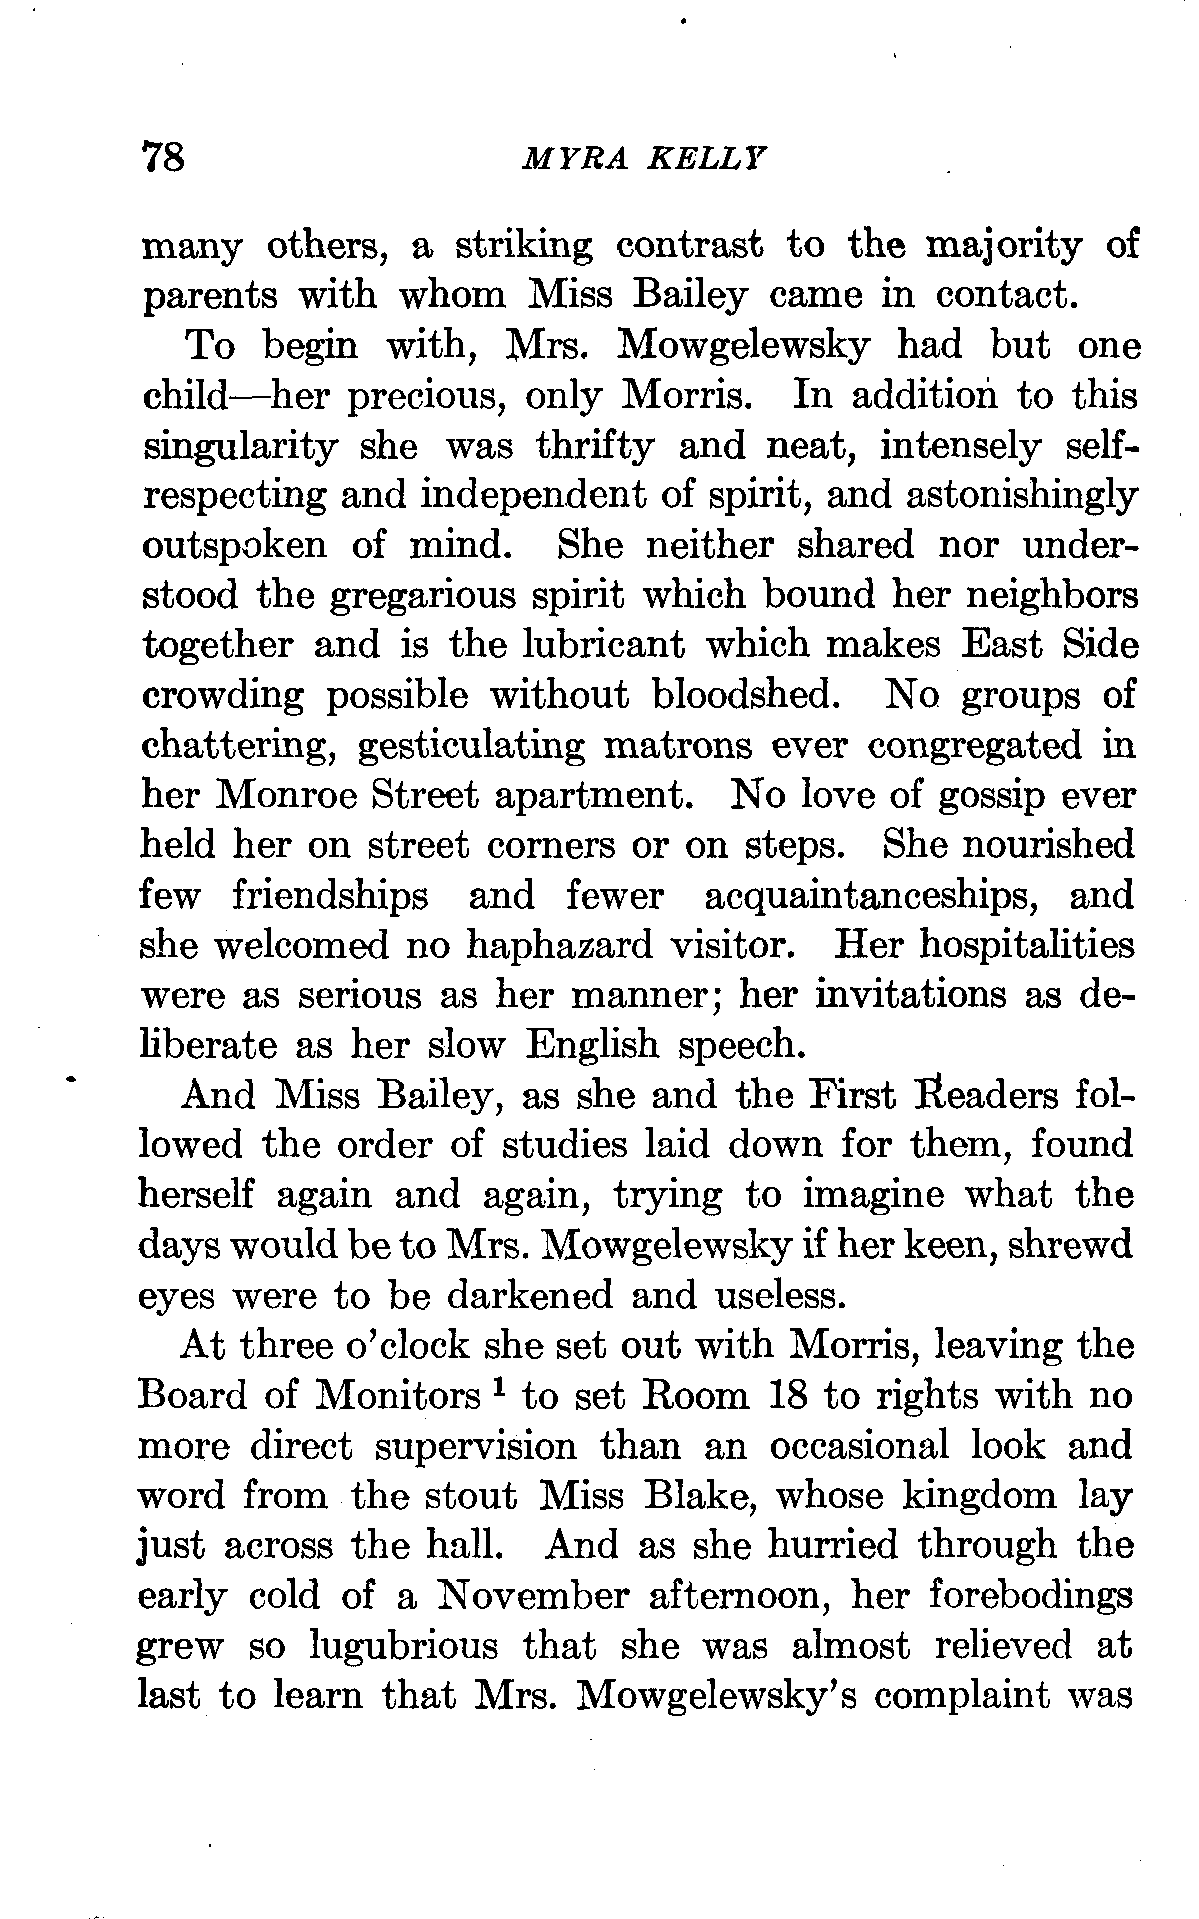 78 MYRA KELLY
many others, a striking contrast to the majority of
parents with whom Miss Bailey came in contact.
To begin with, Mrs. Mowgelewsky had but one
child—her precious, only Morris. In addition to this
singularity she was thrifty and neat, intensely self-
respecting and independent of spirit, and astonishingly
outspoken of mind. She neither shared nor under-
stood the gregarious spirit which bound her neighbors
together and is the lubricant which makes East Side
crowding possible without bloodshed. No groups of
chattering, gesticulating matrons ever congregated in
her Monroe Street apartment. No love of gossip ever
held her on street corners or on steps. She nourished
few friendships and fewer acquaintanceships, and
she welcomed no haphazard visitor. Her hospitalities
were as serious as her manner; her invitations as de-
liberate as her slow English speech.
And Miss Bailey, as she and the First Readers fol-
lowed the order of studies laid down for them, found
herself again and again, trying to imagine what the
days would be to Mrs. Mowgelewsky if her keen, shrewd
eyes were to be darkened and useless.
At three o'clock she set out with Morris, leaving the
Board of Monitors ¹ to set Room 18 to rights with no
more direct supervision than an occasional look and
word from the stout Miss Blake, whose kingdom lay
just across the hall. And as she hurried through the
early cold of a November afternoon, her forebodings
grew so lugubrious that she was almost relieved at
last to learn that Mrs. Mowgelewsky's complaint was